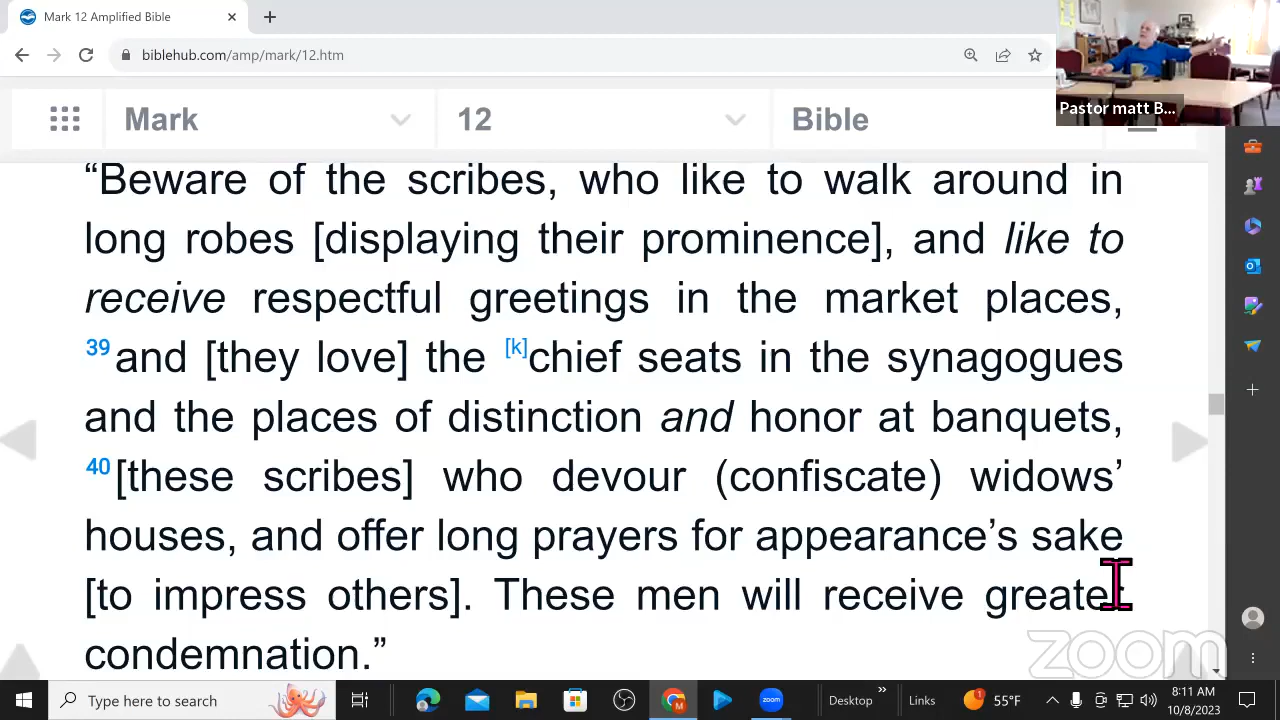 Mark 12 Amplified Bible
biblehub.com/amp/mark/12.htm
Pastor matt B...
Mark
12
Bible
“Beware of the scribes, who like to walk around in
long robes [displaying their prominence], and like to
receive respectful greetings in the market places,
39 and [they love] the [k]chief seats in the synagogues
and the places of distinction and honor at banquets,
40 [these scribes] who devour (confiscate) widows’
houses, and offer long prayers for appearance’s sake
[to impress others]. These men will receive greater
condemnation.”
zoom
Type here to search
zoom
Desktop
Links
1
55°F
8:11 AM
10/8/2023
M